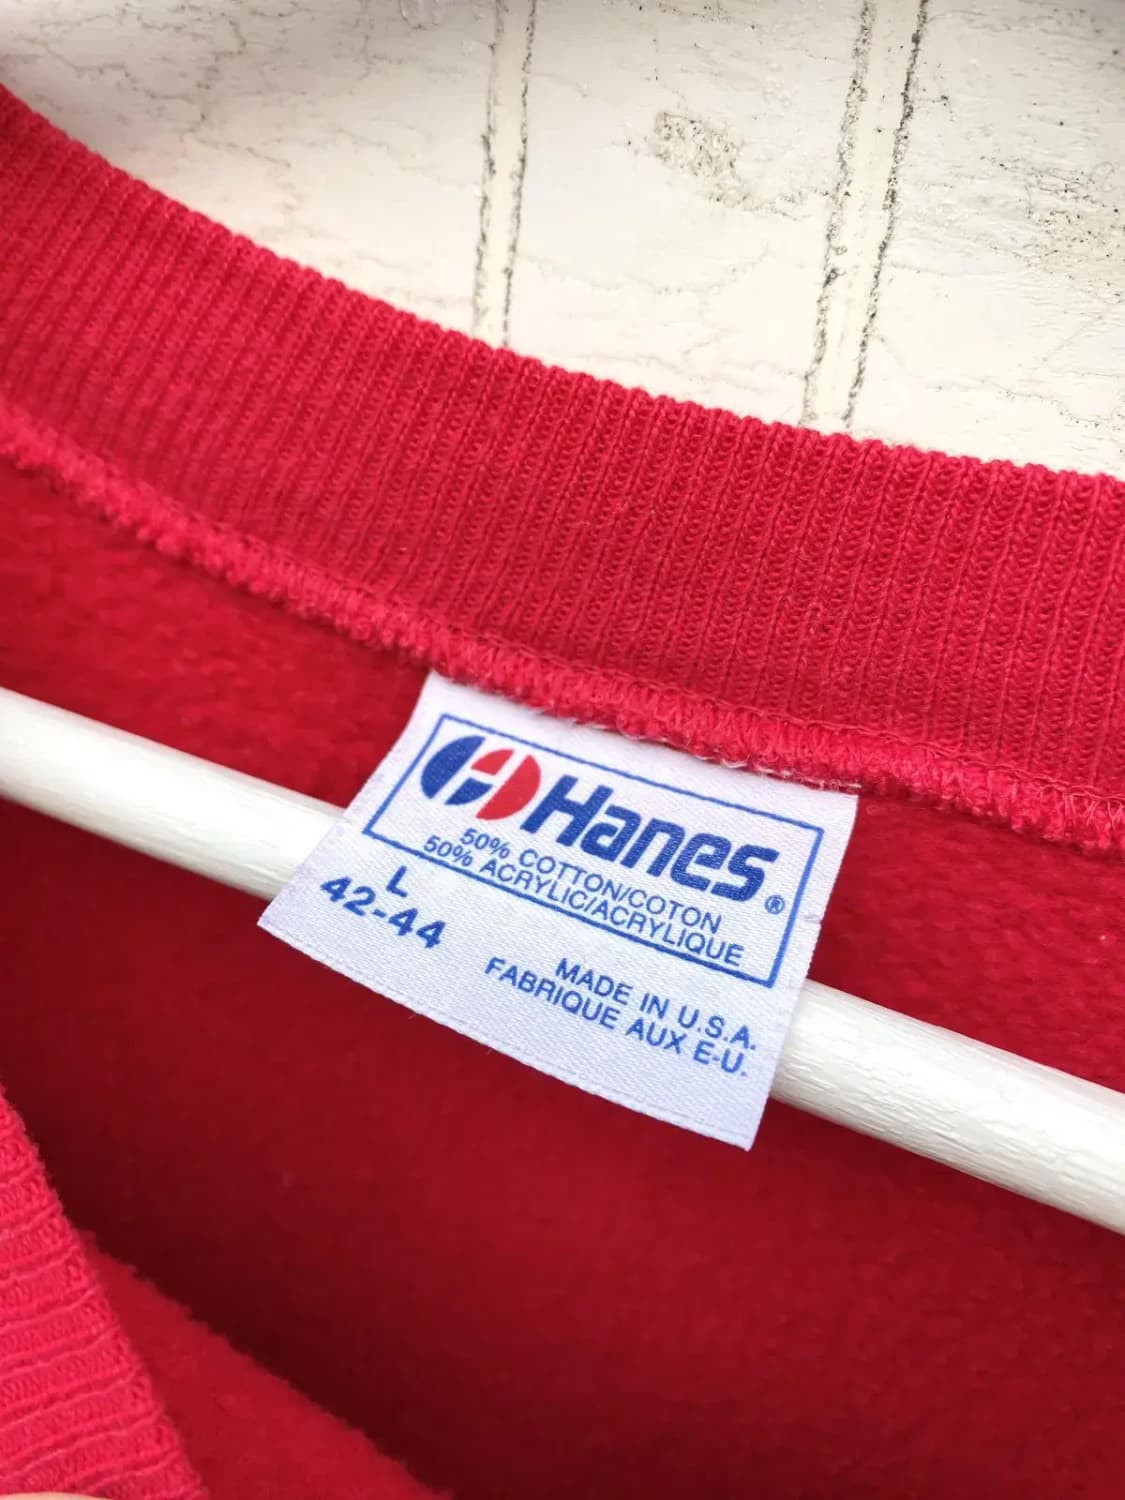 Hanes®
50% COTTON/COTON
50% ACRYLIC/ACRYLIQUE
L
42-44
MADE IN U.S.A.
FABRIQUE AUX E-U.